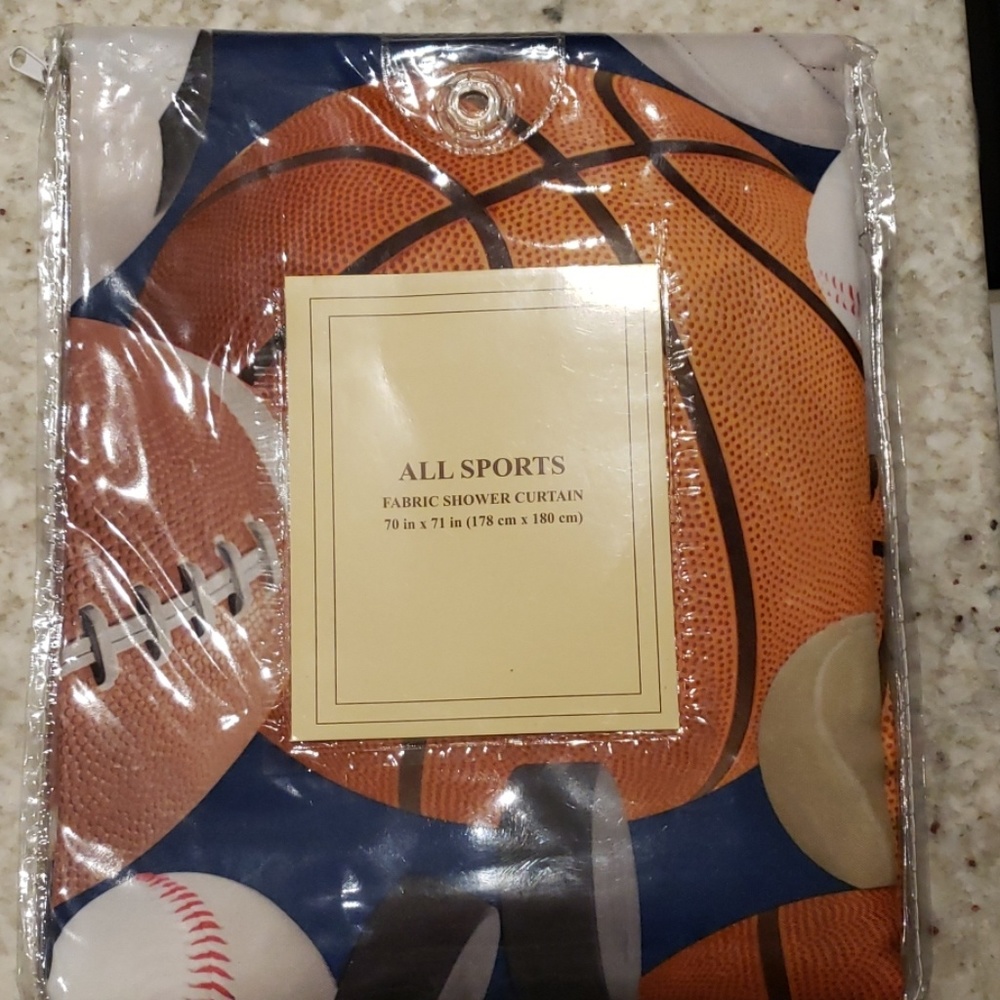 ALL SPORTS
FABRIC SHOWER CURTAIN
70 in x 71 in (178 cm x 180 cm)